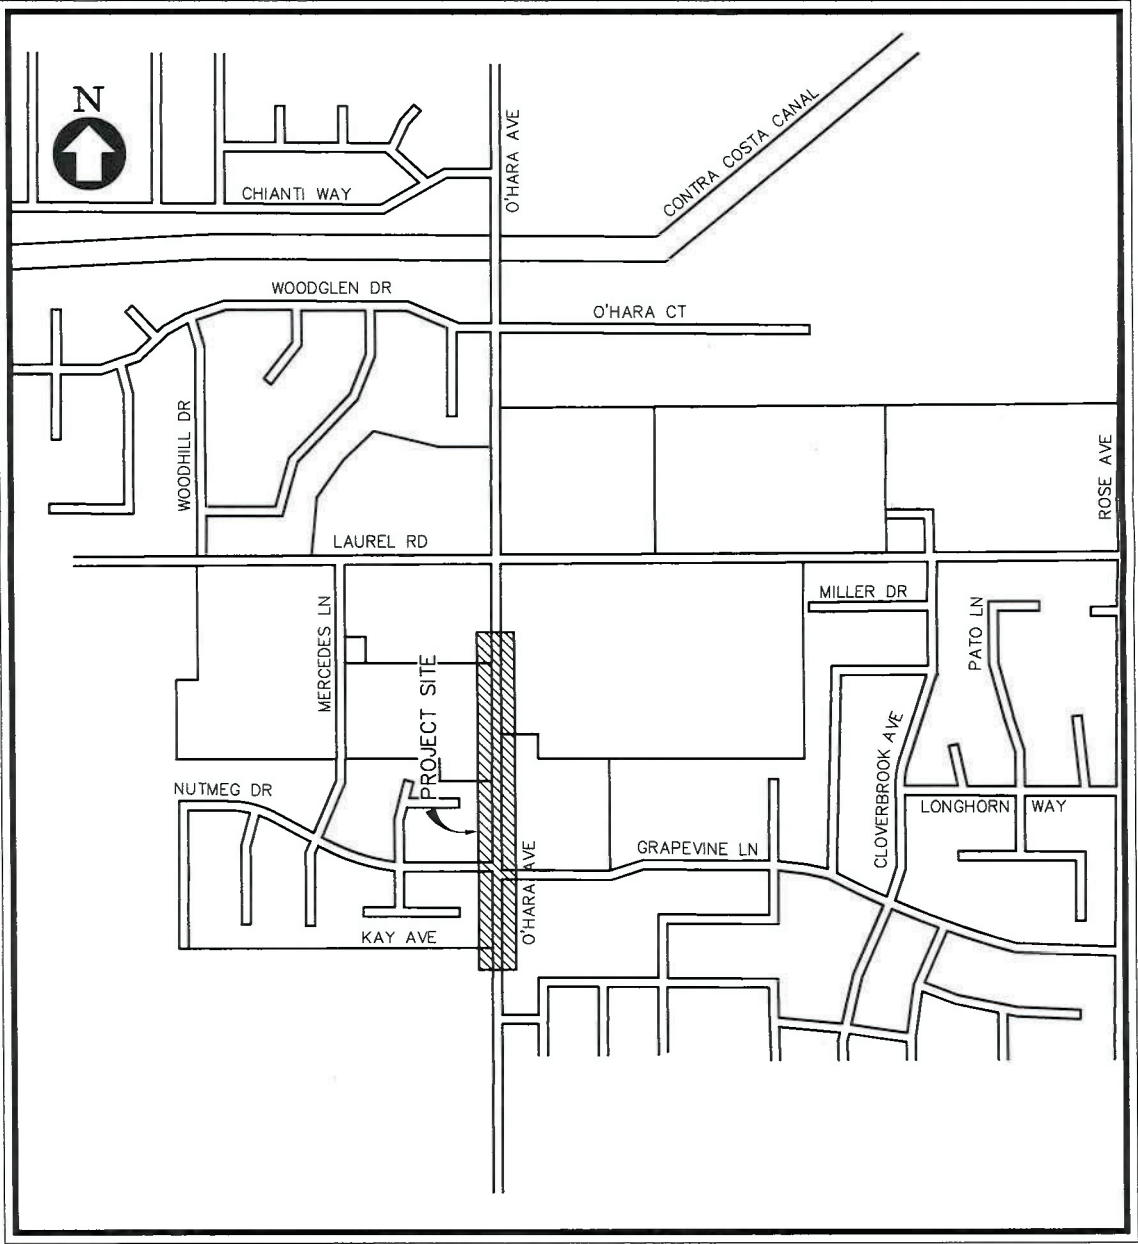 N
O'HARA AVE
CONTRA COSTA CANAL
CHIANTI WAY
WOODGLEN DR
O'HARA CT
WOODHILL DR
ROSE AVE
LAUREL RD
MILLER DR
MERCEDES LN
PATO LN
PROJECT SITE
CLOVERBROOK AVE
NUTMEG DR
LONGHORN WAY
GRAPEVINE LN
O'HARA AVE
KAY AVE